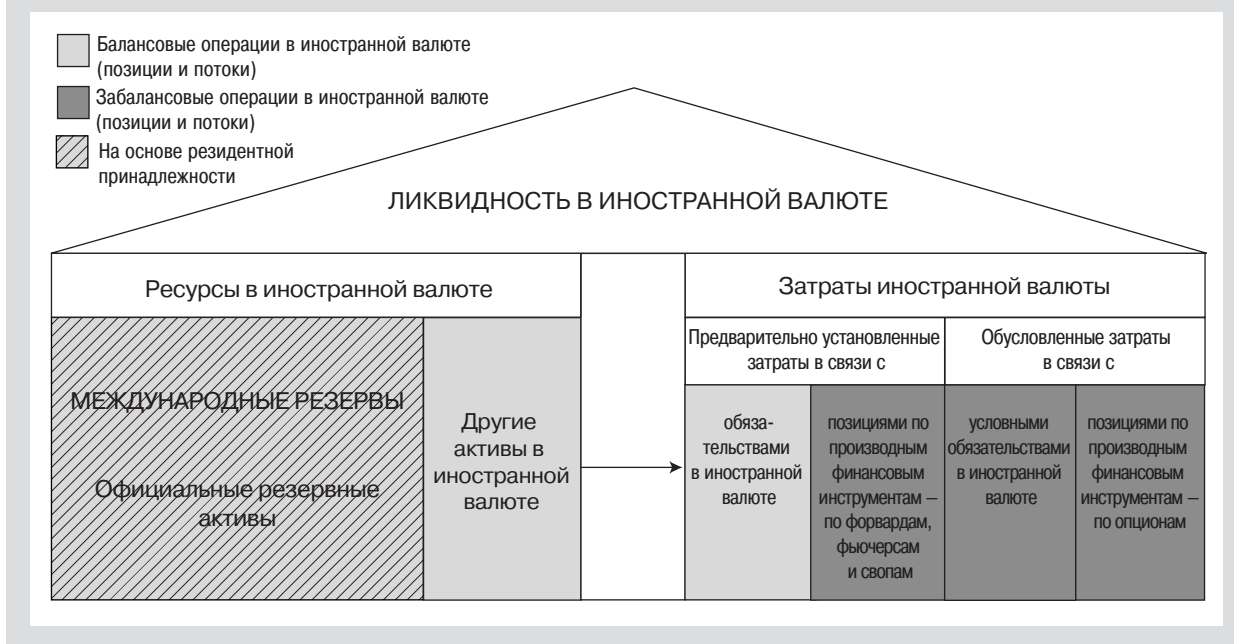 Балансовые операции в иностранной валюте
(позиции и потоки)
Забалансовые операции в иностранной валюте
(позиции и потоки)
На основе резидентной
принадлежности
ЛИКВИДНОСТЬ В ИНОСТРАННОЙ ВАЛЮТЕ
Ресурсы в иностранной валюте
Затраты иностранной валюты
Предварительно установленные
затраты в связи с
Обусловленные затраты
в связи с
МЕЖДУНАРОДНЫЕ РЕЗЕРВЫ
Официальные резервные
активы
Другие
активы в
иностранной
валюте
обяза-
тельствами
в иностранной
валюте
позициями по
производным
финансовым
инструментам –
по форвардам,
фьючерсам
и свопам
условными
обязательствами
в иностранной
валюте
позициями по
производным
финансовым
инструментам –
по опционам